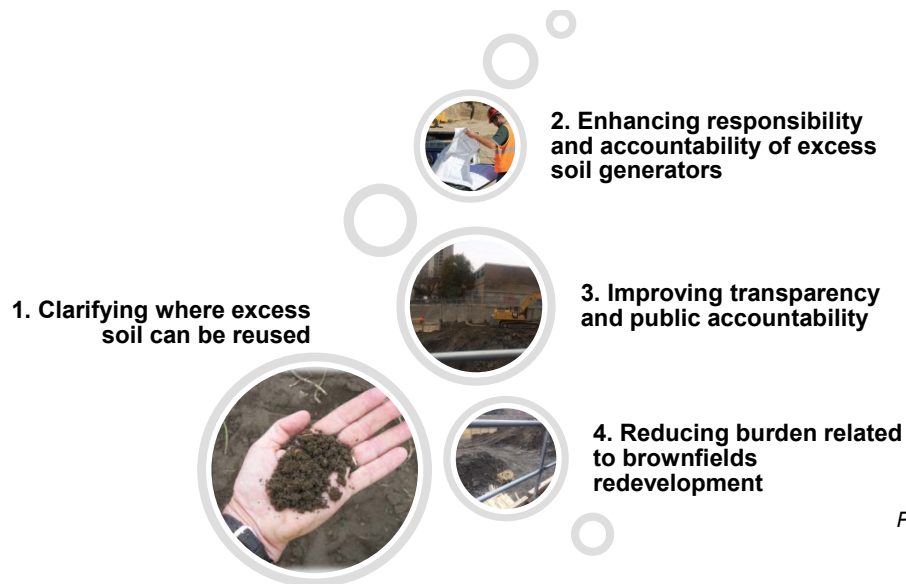 1. Clarifying where excess
soil can be reused
2. Enhancing responsibility
and accountability of excess
soil generators
3. Improving transparency
and public accountability
4. Reducing burden related
to brownfields
redevelopment